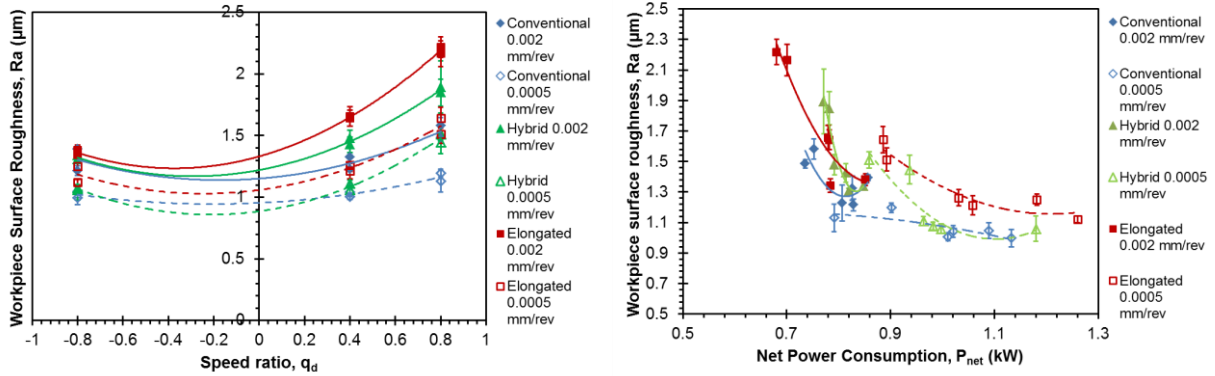 Workpiece Surface Roughness, Ra (μm)
2.5
2
1.5
1
0.5
0
-1
-0.8
-0.6
-0.4
-0.2
0
0.2
0.4
0.6
0.8
1
Speed ratio, qd
Conventional
0.002
mm/rev
Conventional
0.0005
mm/rev
Hybrid 0.002
mm/rev
Hybrid
0.0005
mm/rev
Elongated
0.002
mm/rev
Elongated
0.0005
mm/rev
Workpiece surface roughness, Ra (μm)
2.5
2.3
2.1
1.9
1.7
1.5
1.3
1.1
0.9
0.7
0.5
0.5
0.7
0.9
1.1
1.3
Net Power Consumption, Pnet (kW)
Conventional
0.002 mm/rev
Conventional
0.0005
mm/rev
Hybrid 0.002
mm/rev
Hybrid 0.0005
mm/rev
Elongated
0.002 mm/rev
Elongated
0.0005
mm/rev